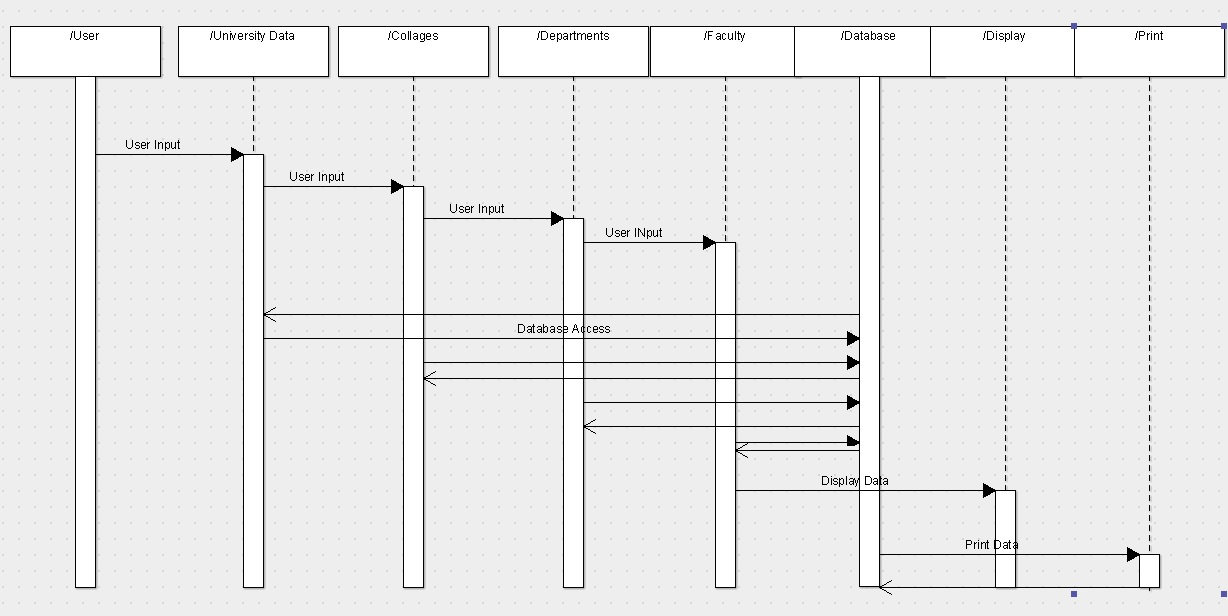 /User
/University Data
/Collages
/Departments
/Faculty
/Database
/Display
/Print
User Input
User Input
User Input
User INput
Database Access
Display Data
Print Data